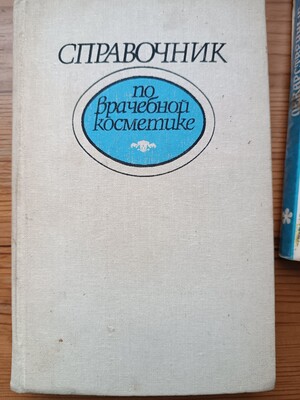 СПРАВОЧНИК
по
врачебной
косметике